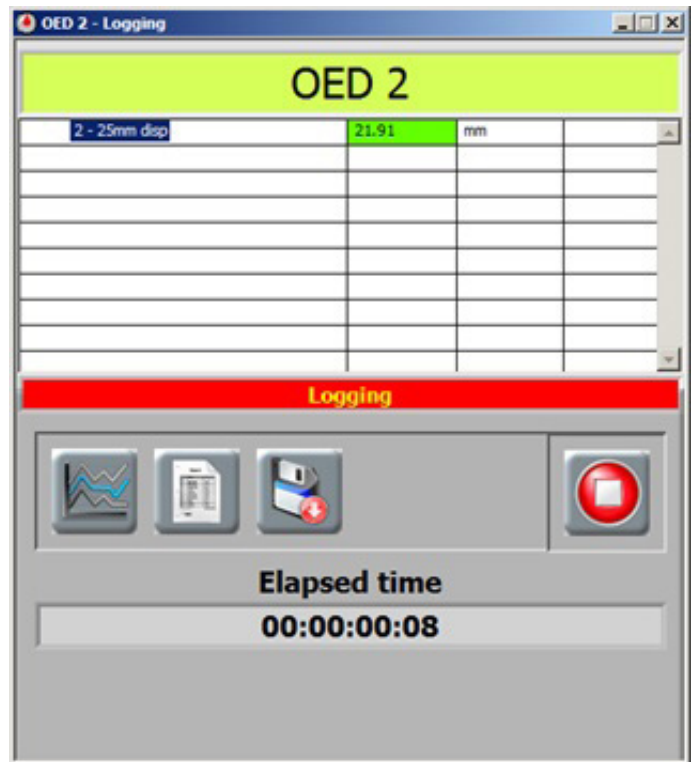 OED 2 - Logging
OED 2
2 - 25mm disp 21.91 mm
Logging
Elapsed time
00:00:00:08